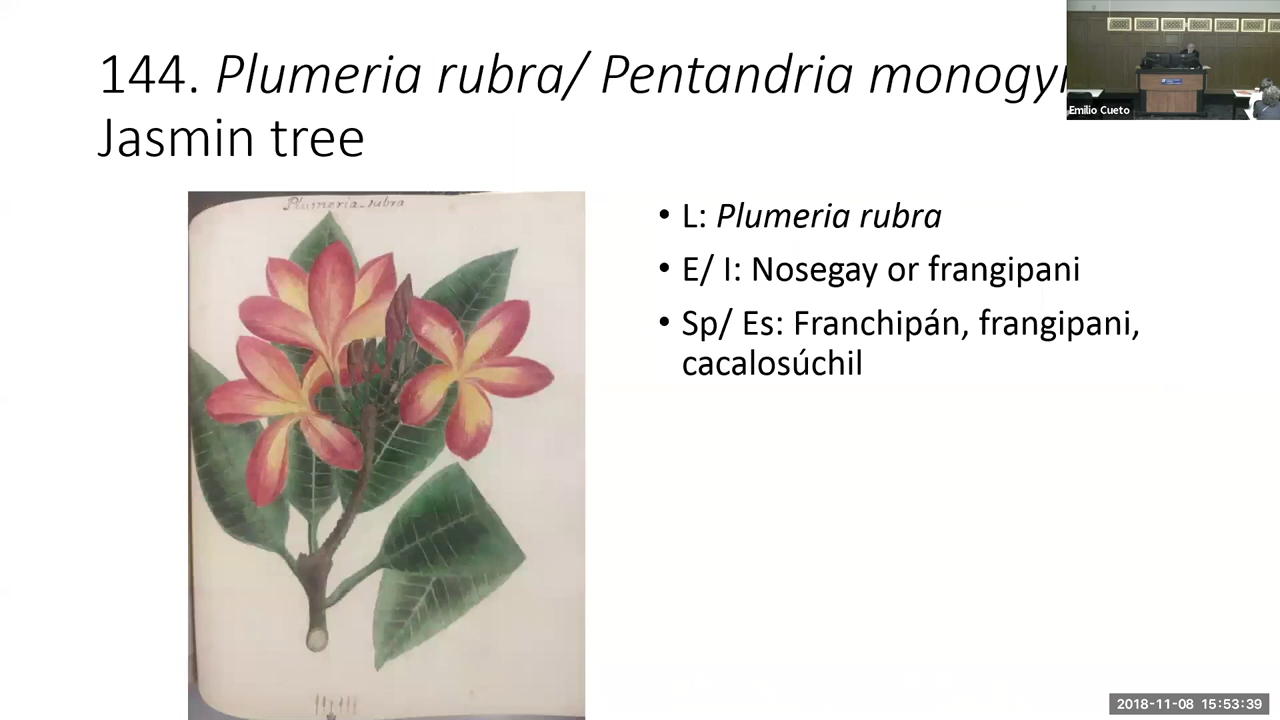 144. Plumeria rubra/ Pentandria monogy
Jasmin tree
Emilio Cueto
Plumeria rubra
• L: Plumeria rubra
• E/ I: Nosegay or frangipani
• Sp/ Es: Franchipán, frangipani,
cacalosúchil
2018-11-08 15:53:39